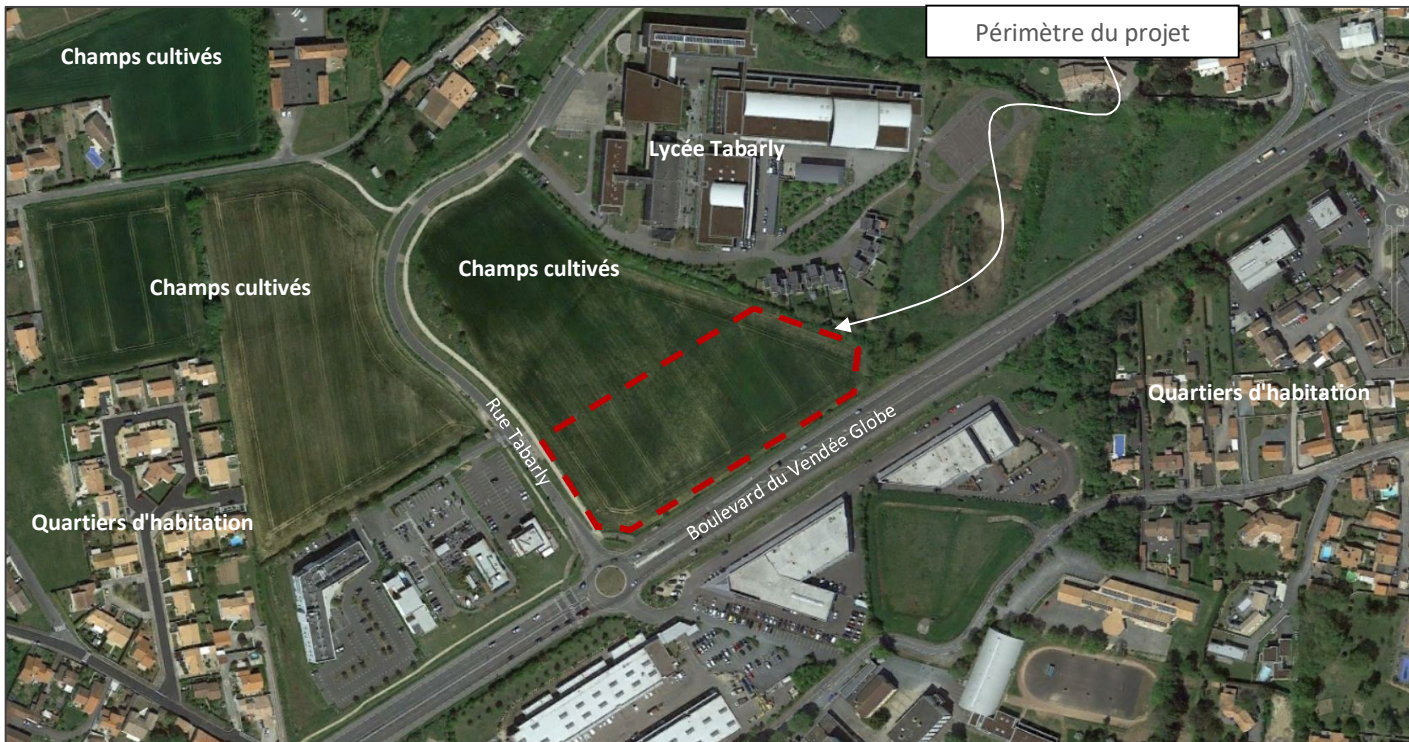 Périmètre du projet
Champs cultivés
Lycée Tabarly
Champs cultivés
Champs cultivés
Quartiers d'habitation
Rue Tabarly
Boulevard du Vendée Globe
Quartiers d'habitation